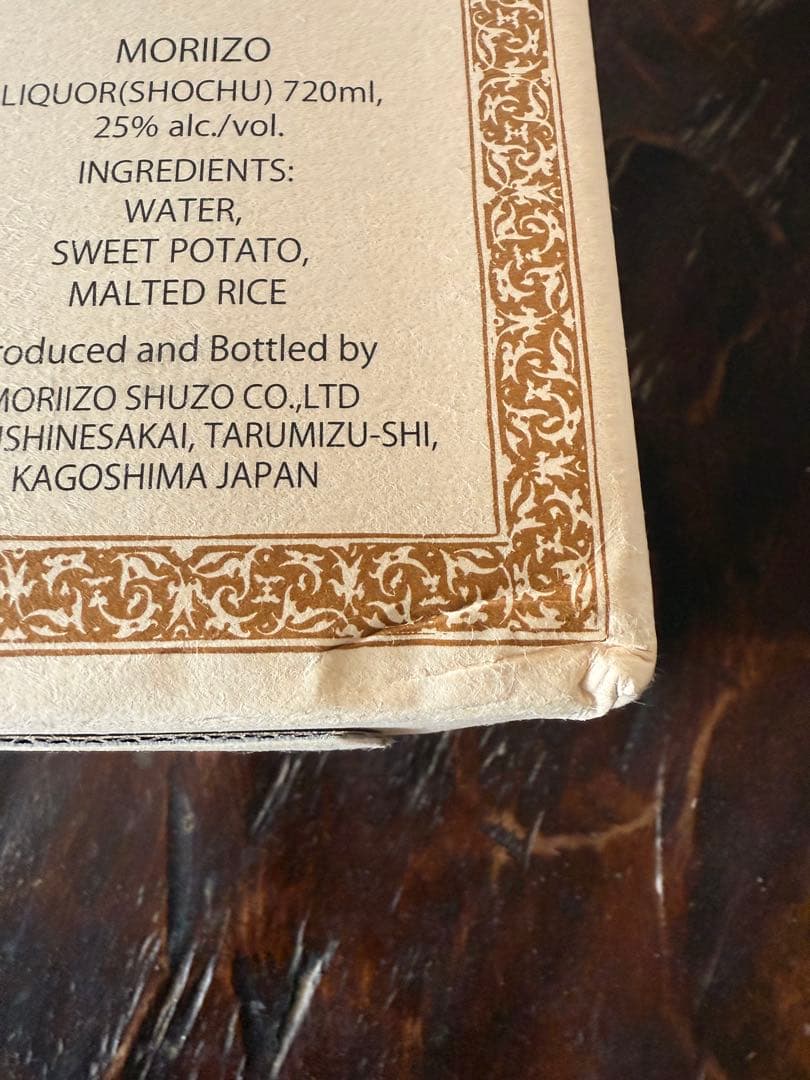 MORIIZO
LIQUOR(SHOCHU) 720ml,
25% alc./vol.
INGREDIENTS:
WATER,
SWEET POTATO,
MALTED RICE
roduced and Bottled by
MORIIZO SHUZO CO.,LTD
ISHINESAKAI, TARUMIZU-SHI,
KAGOSHIMA JAPAN